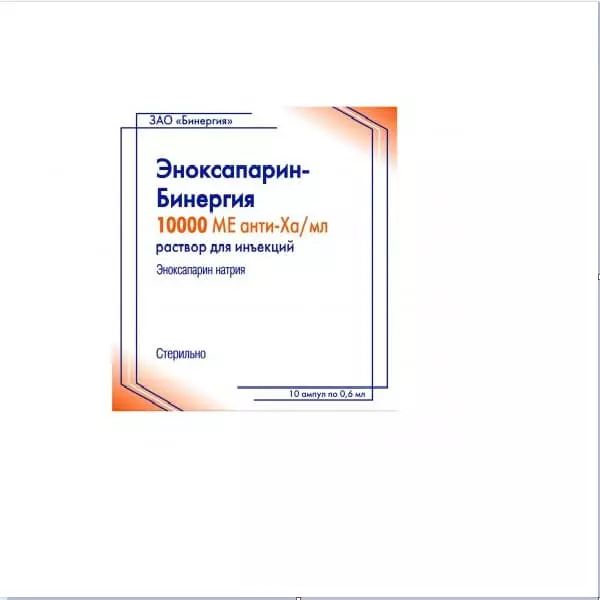 ЗАО «Бинергия»
Эноксапарин-
Бинергия
10000 МЕ анти-Ха/мл
раствор для инъекций
Эноксапарин натрия
Стерильно
10 ампул по 0,6 мл